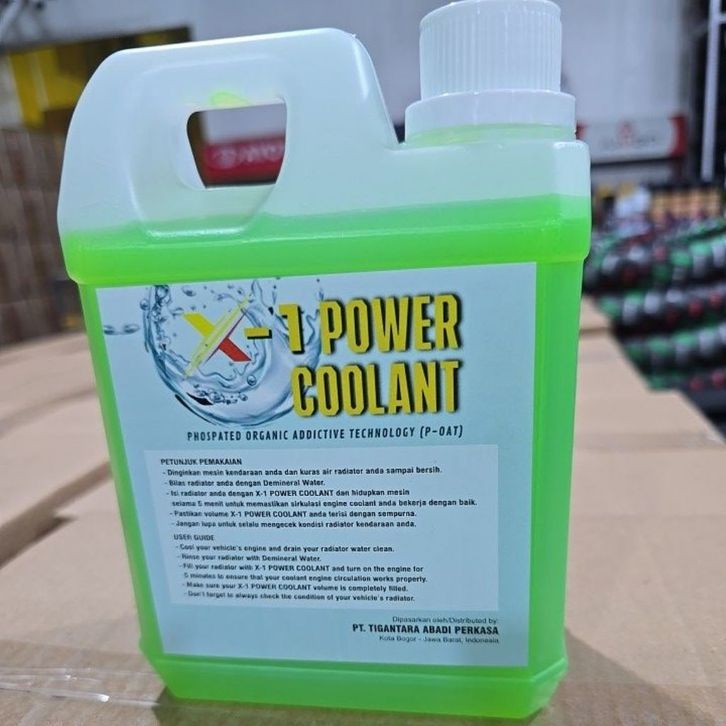 X-1 POWER
COOLANT
PHOSPATED ORGANIC ADDICTIVE TECHNOLOGY (P-OAT)
PETUNJUK PEMAKAIAN
- Dinginkan mesin kendaraan anda dan kuras air radiator anda sampai bersih.
- Bilas radiator anda dengan Demineral Water.
- Isi radiator anda dengan X-1 POWER COOLANT dan hidupkan mesin
selama 5 menit untuk memastikan sirkulasi engine coolant anda bekerja dengan baik.
- Pastikan volume X-1 POWER COOLANT anda terisi dengan sempurna.
- Jangan lupa untuk selalu mengecek kondisi radiator kendaraan anda.
USER GUIDE
- Cool your vehicle's engine and drain your radiator water clean.
- Rinse your radiator with Demineral Water.
- Fill your radiator with X-1 POWER COOLANT and turn on the engine for
5 minutes to ensure that your coolant engine circulation works properly.
- Make sure your X-1 POWER COOLANT volume is completely filled.
- Don't forget to always check the condition of your vehicle's radiator.
Dipasarkan oleh/Distributed by:
PT. TIGANTARA ABADI PERKASA
Kota Bogor - Jawa Barat, Indonesia